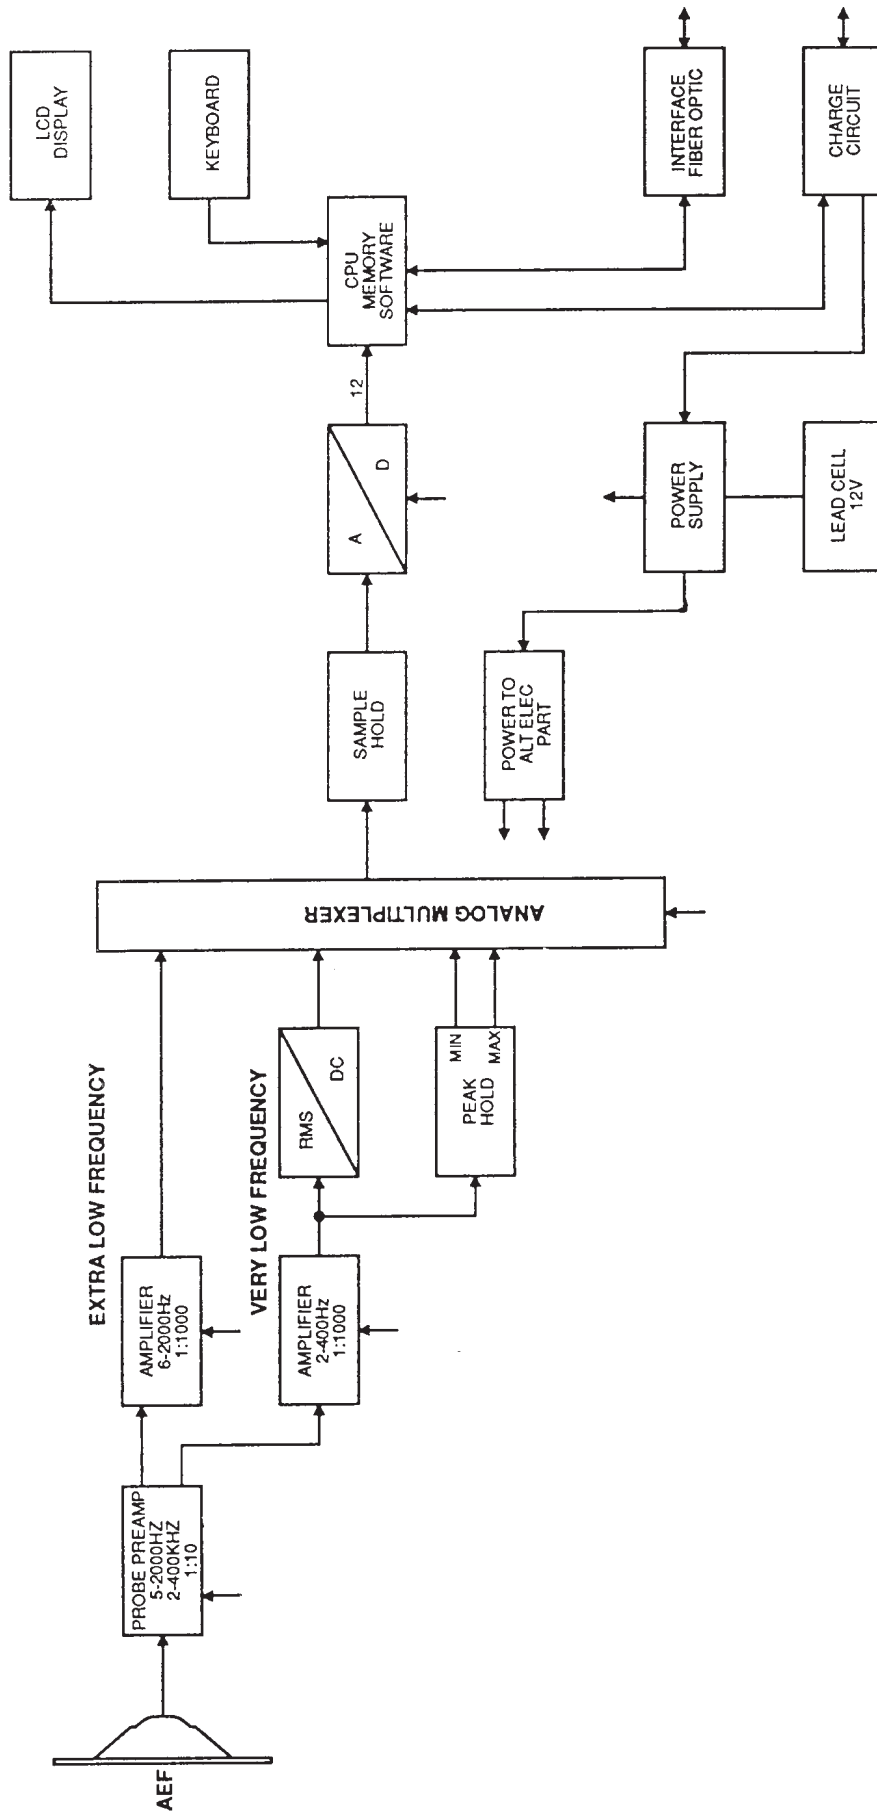 AEF
PROBE PREAMP
5-2000HZ
2-400KHZ
1:10
EXTRA LOW FREQUENCY
AMPLIFIER
6-2000Hz
1:1000
VERY LOW FREQUENCY
AMPLIFIER
2-400Hz
1:1000
RMS
DC
PEAK
HOLD
MIN
MAX
ANALOG MULTIPLEXER
SAMPLE
HOLD
A
D
12
CPU
MEMORY
SOFTWARE
LCD
DISPLAY
KEYBOARD
INTERFACE
FIBER OPTIC
CHARGE
CIRCUIT
POWER
SUPPLY
LEAD CELL
12V
POWER TO
ALT ELEC
PART